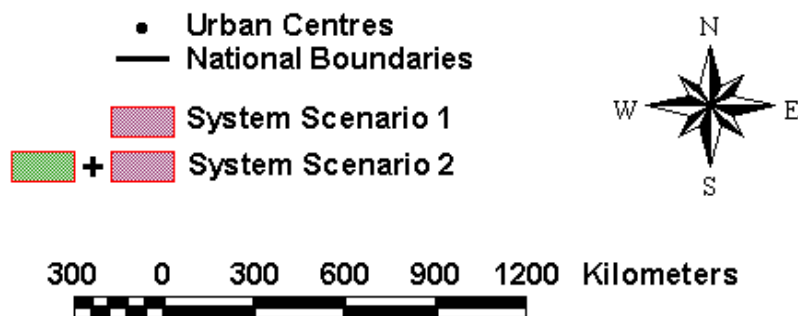 Urban Centres
National Boundaries
System Scenario 1
+ System Scenario 2
N
W E
S
300 0 300 600 900 1200 Kilometers